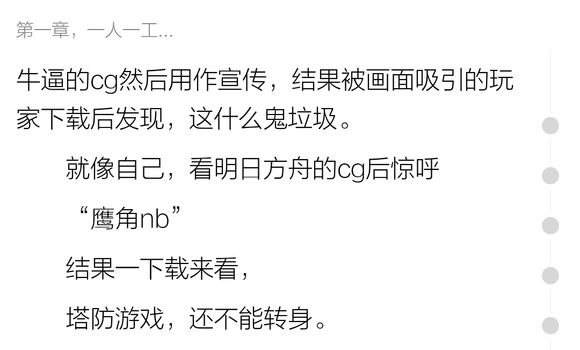 第一章，一人一工...
牛逼的cg然后用作宣传，结果被画面吸引的玩
家下载后发现，这什么鬼垃圾。
就像自己，看明日方舟的cg后惊呼
“鹰角nb”
结果一下载来看，
塔防游戏，还不能转身。